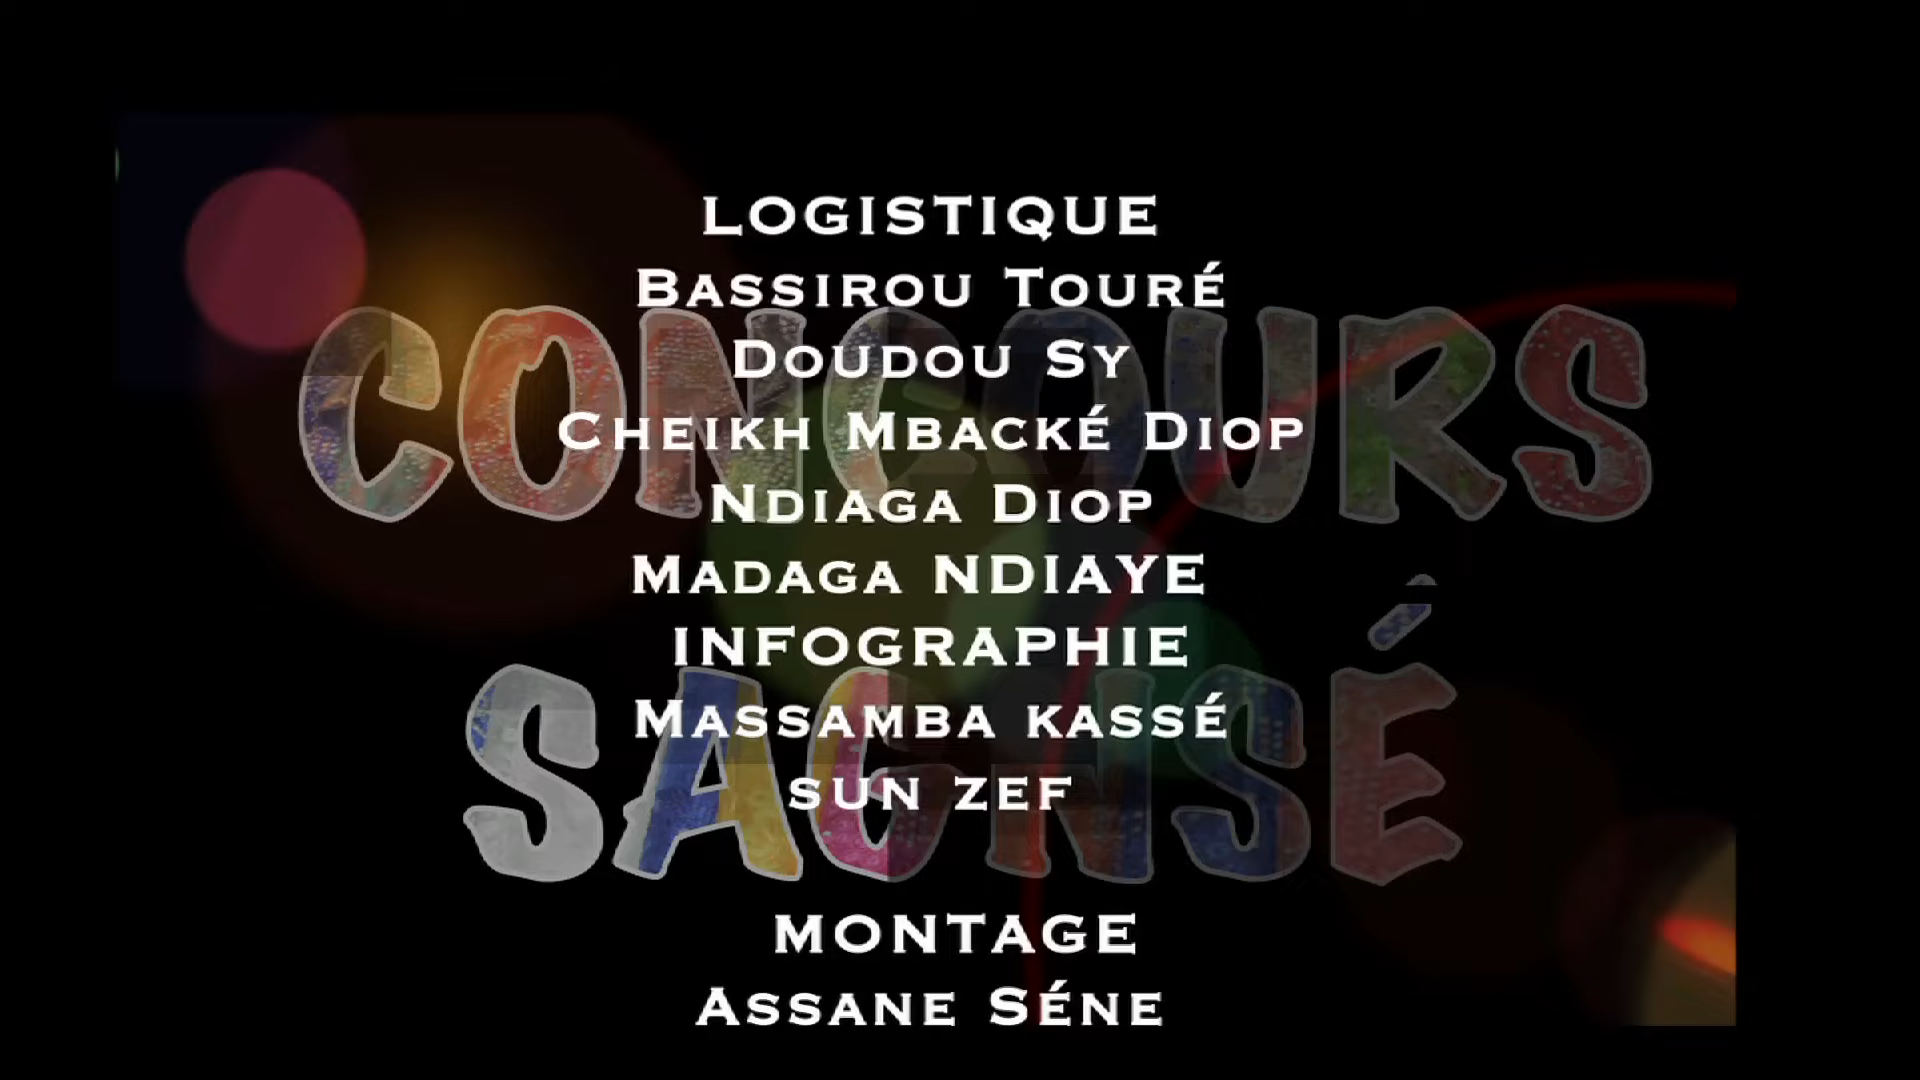 LOGISTIQUE
BASSIROU TOURÉ
DOUDOU SY
CHEIKH MBACKÉ DIOP
NDIAGA DIOP
MADAGA NDIAYE
INFOGRAPHIE
MASSAMBA KASSÉ
SUN ZEF
MONTAGE
ASSANE SÉNE
CONCOURS
SAGNSÉ